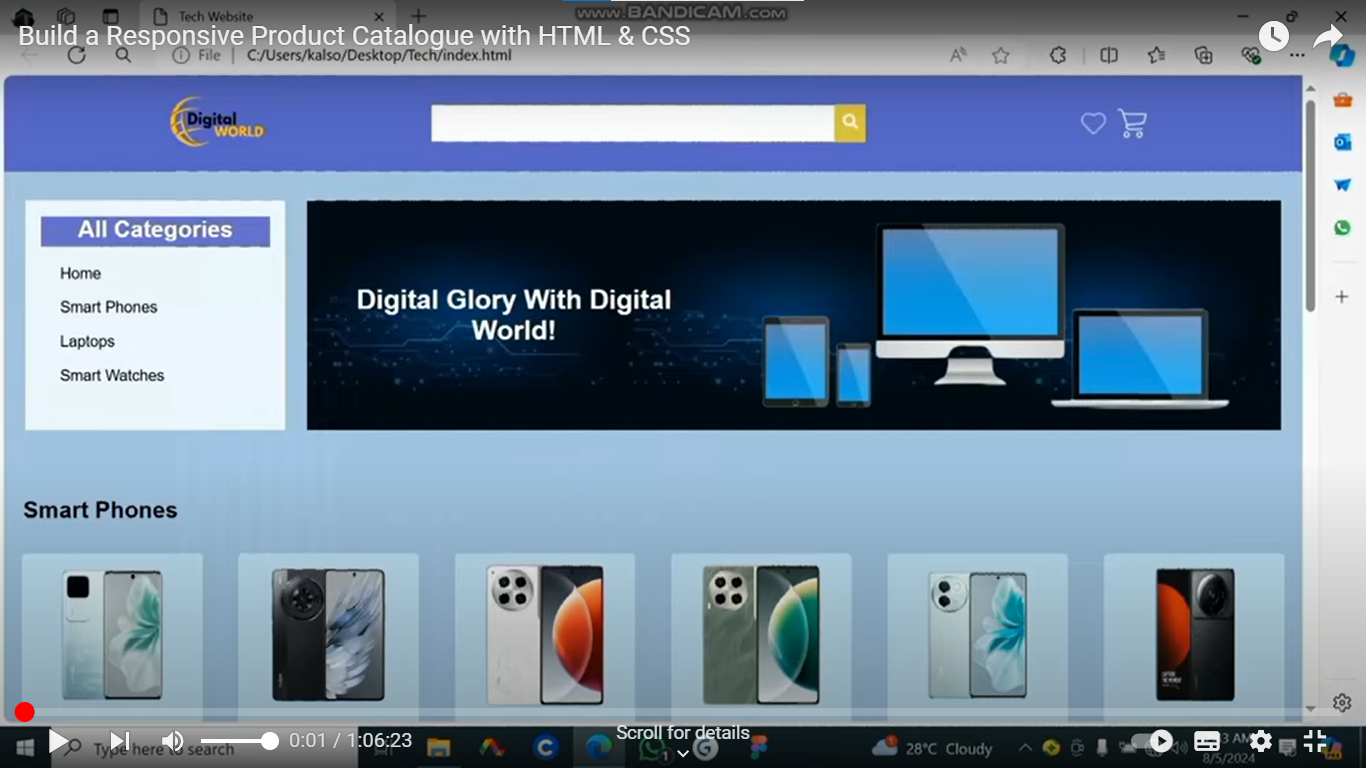 www.BANDICAM.com
Tech Website
Build a Responsive Product Catalogue with HTML & CSS
File
C:/Users/kalso/Desktop/Tech/index.html
Digital
WORLD
All Categories
Home
Smart Phones
Laptops
Smart Watches
Digital Glory With Digital
World!
Smart Phones
Scroll for details
0:01 / 1:06:23
Type here to search
28°C Cloudy
AM
8/5/2024